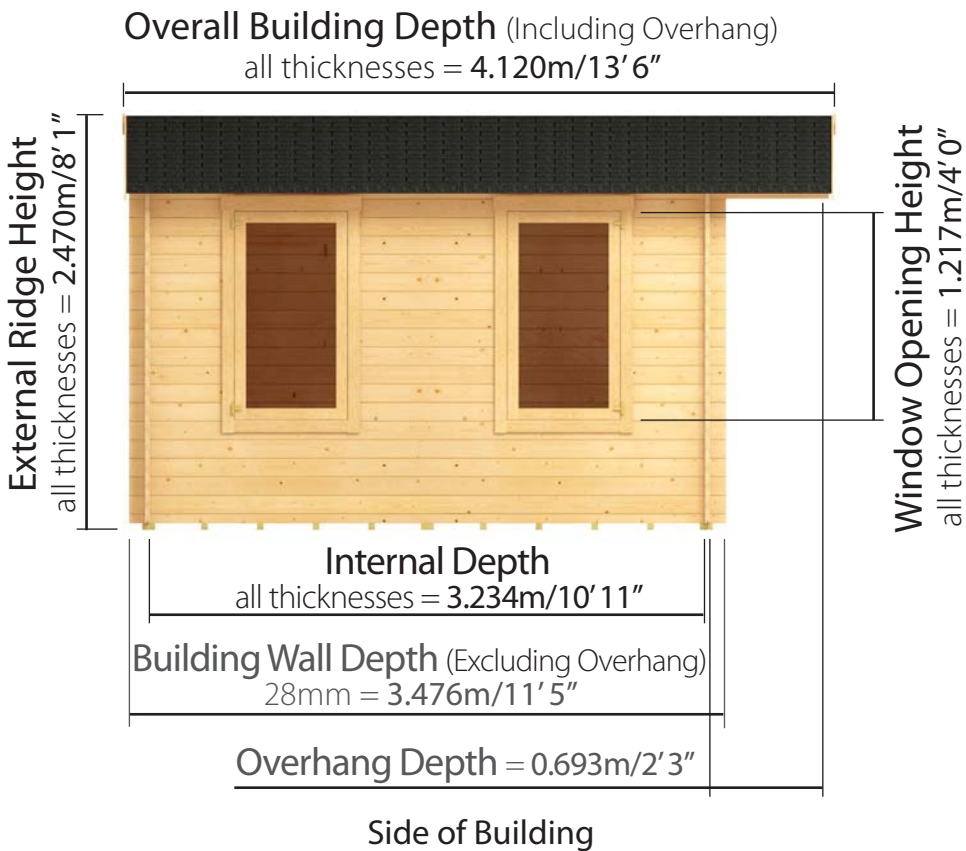 Overall Building Depth (Including Overhang)
all thicknesses = 4.120m/13’ 6”
External Ridge Height
all thicknesses = 2.470m/8’ 1”
Window Opening Height
all thicknesses = 1.217m/4’ 0”
Internal Depth
all thicknesses = 3.234m/10’ 11”
Building Wall Depth (Excluding Overhang)
28mm = 3.476m/11’ 5”
Overhang Depth = 0.693m/2’ 3”
Side of Building